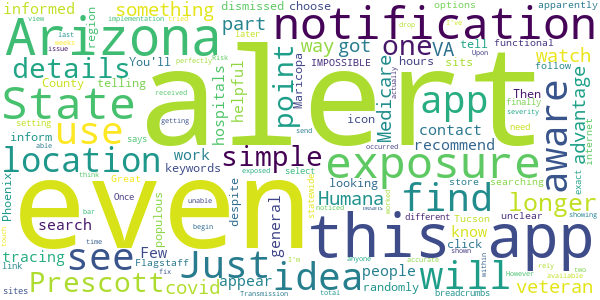 apparently
informed something dismissed choose options view drop
Arizona notification
region later
implementation tried
part
issue last functional Upon
details You'll got one VA tell
telling way hours sits
IMPOSSIBLE
State alert point Medicare app aware watch
County hospitals helpful Maricopa icon follow
Then finally severity
use inform says contact recommend need
location work simple exposure advantage
keywords exact internet
Phoenix able think looking store searching
Once Great unable
search despite Humana find longer
populous bar time
even this app
different Tucson showing
appear general unclear know
see Just idea will
Few people click
Prescott covid randomly veteran
tracing Flagstaff breadcrumbs
link sites fix
begin
However rely two
Transmission total
statewide
exposed select
received setting
getting send occurred
actually
perfectly risk
noticed
accurate available
within
shown
anyone
touch
worked